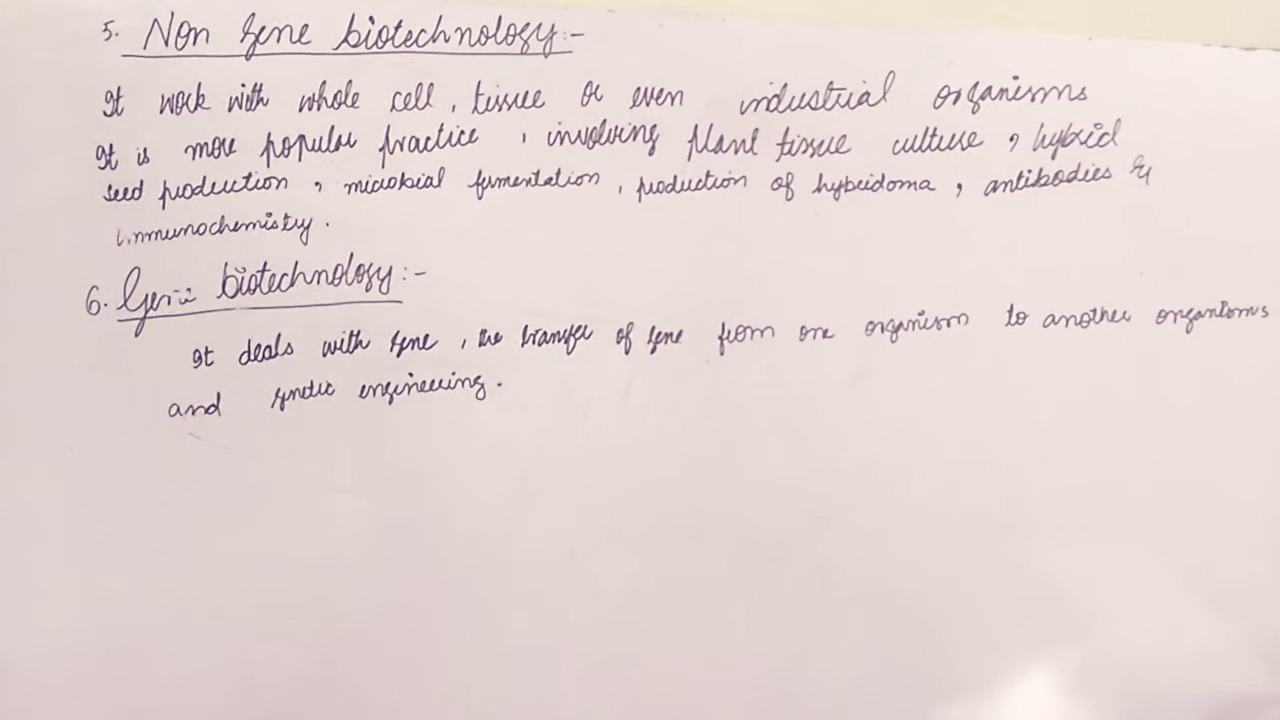 5. Non gene biotechnology:-
It work with whole cell, tissue or even industrial organisms
It is more popular practice, involving plant tissue culture, hybrid
seed production, microbial fumentation, production of hybridoma, antibodies &
immunochemistry.
6. Gene biotechnology:-
It deals with gene, the transfer of gene from one organism to another organisms
and genetic engineering.